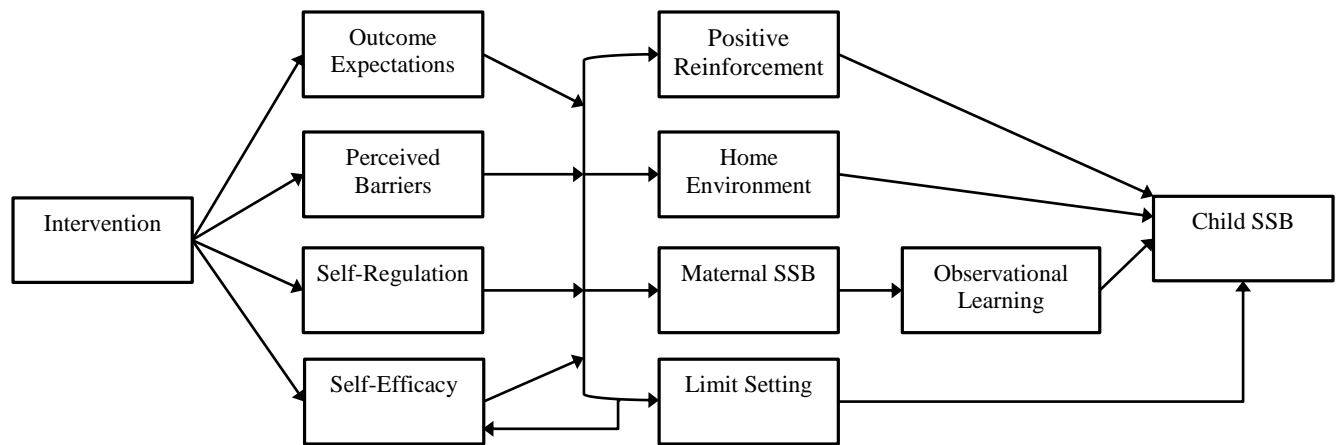 Intervention
Outcome
Expectations
Perceived
Barriers
Self-Regulation
Self-Efficacy
Positive
Reinforcement
Home
Environment
Maternal SSB
Limit Setting
Observational
Learning
Child SSB